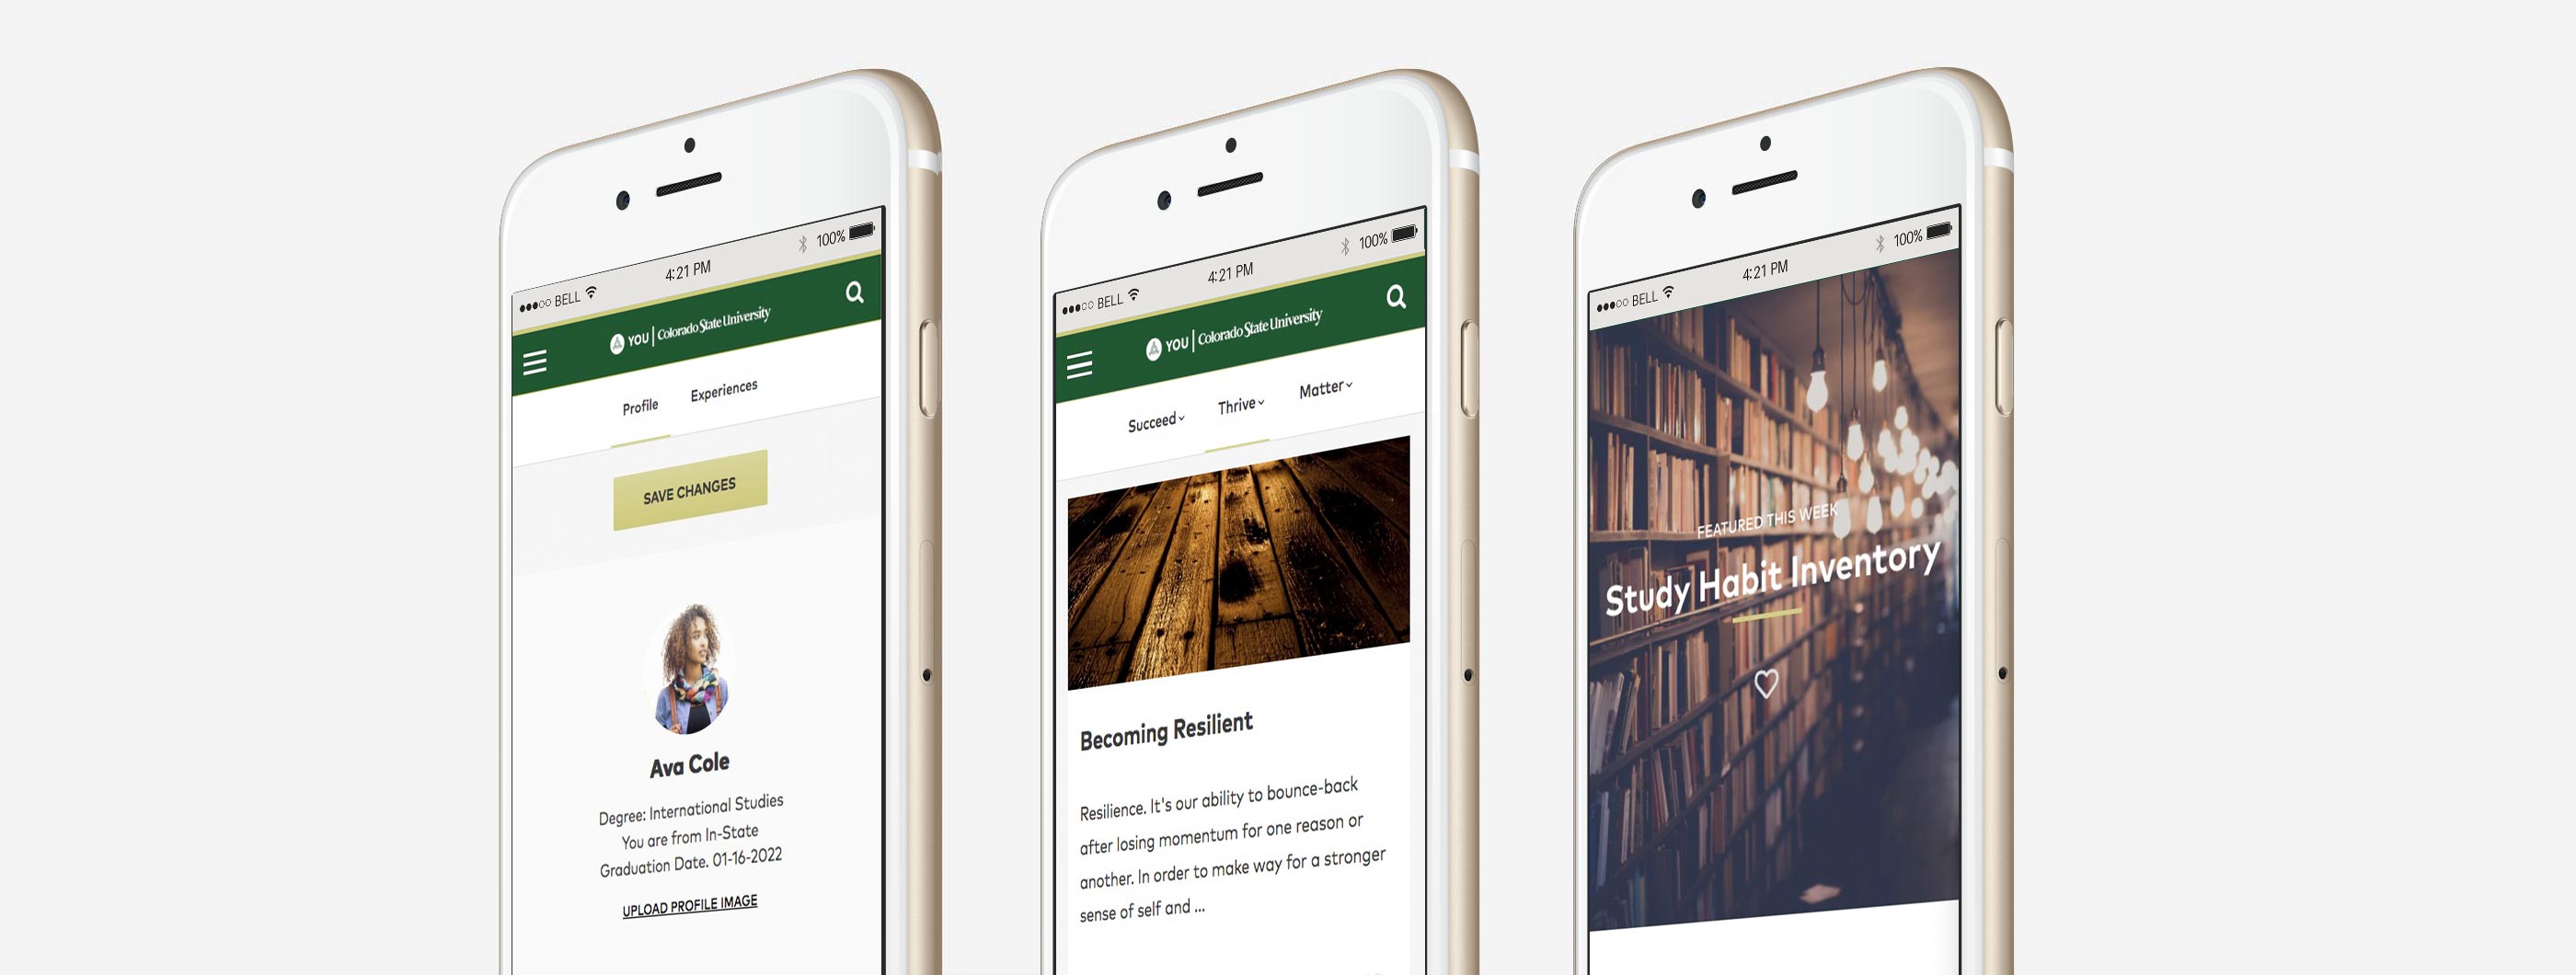 BELL
4:21 PM
100%
YOU | Colorado State University
Profile
Experiences
SAVE CHANGES
Ava Cole
Degree: International Studies
You are from In-State
Graduation Date. 01-16-2022
UPLOAD PROFILE IMAGE
BELL
4:21 PM
100%
YOU | Colorado State University
Succeed
Thrive
Matter
Becoming Resilient
Resilience. It's our ability to bounce-back
after losing momentum for one reason or
another. In order to make way for a stronger
sense of self and ...
BELL
4:21 PM
100%
FEATURED THIS WEEK
Study Habit Inventory